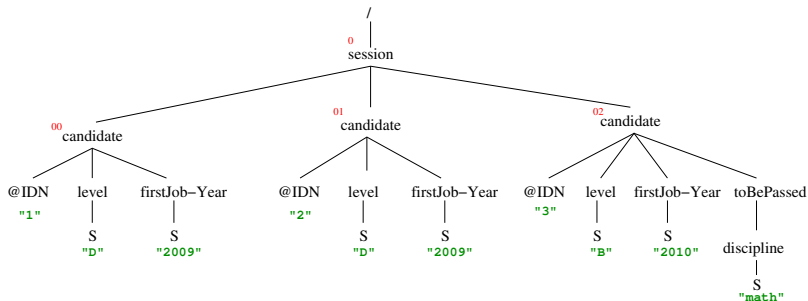 /
0
session
00 01 02
candidate candidate candidate
@IDN level firstJob-Year @IDN level firstJob-Year @IDN level firstJob-Year toBePassed
"1" "2" "3"
S S S S S S discipline
"D" "2009" "D" "2009" "B" "2010"
S
"math"